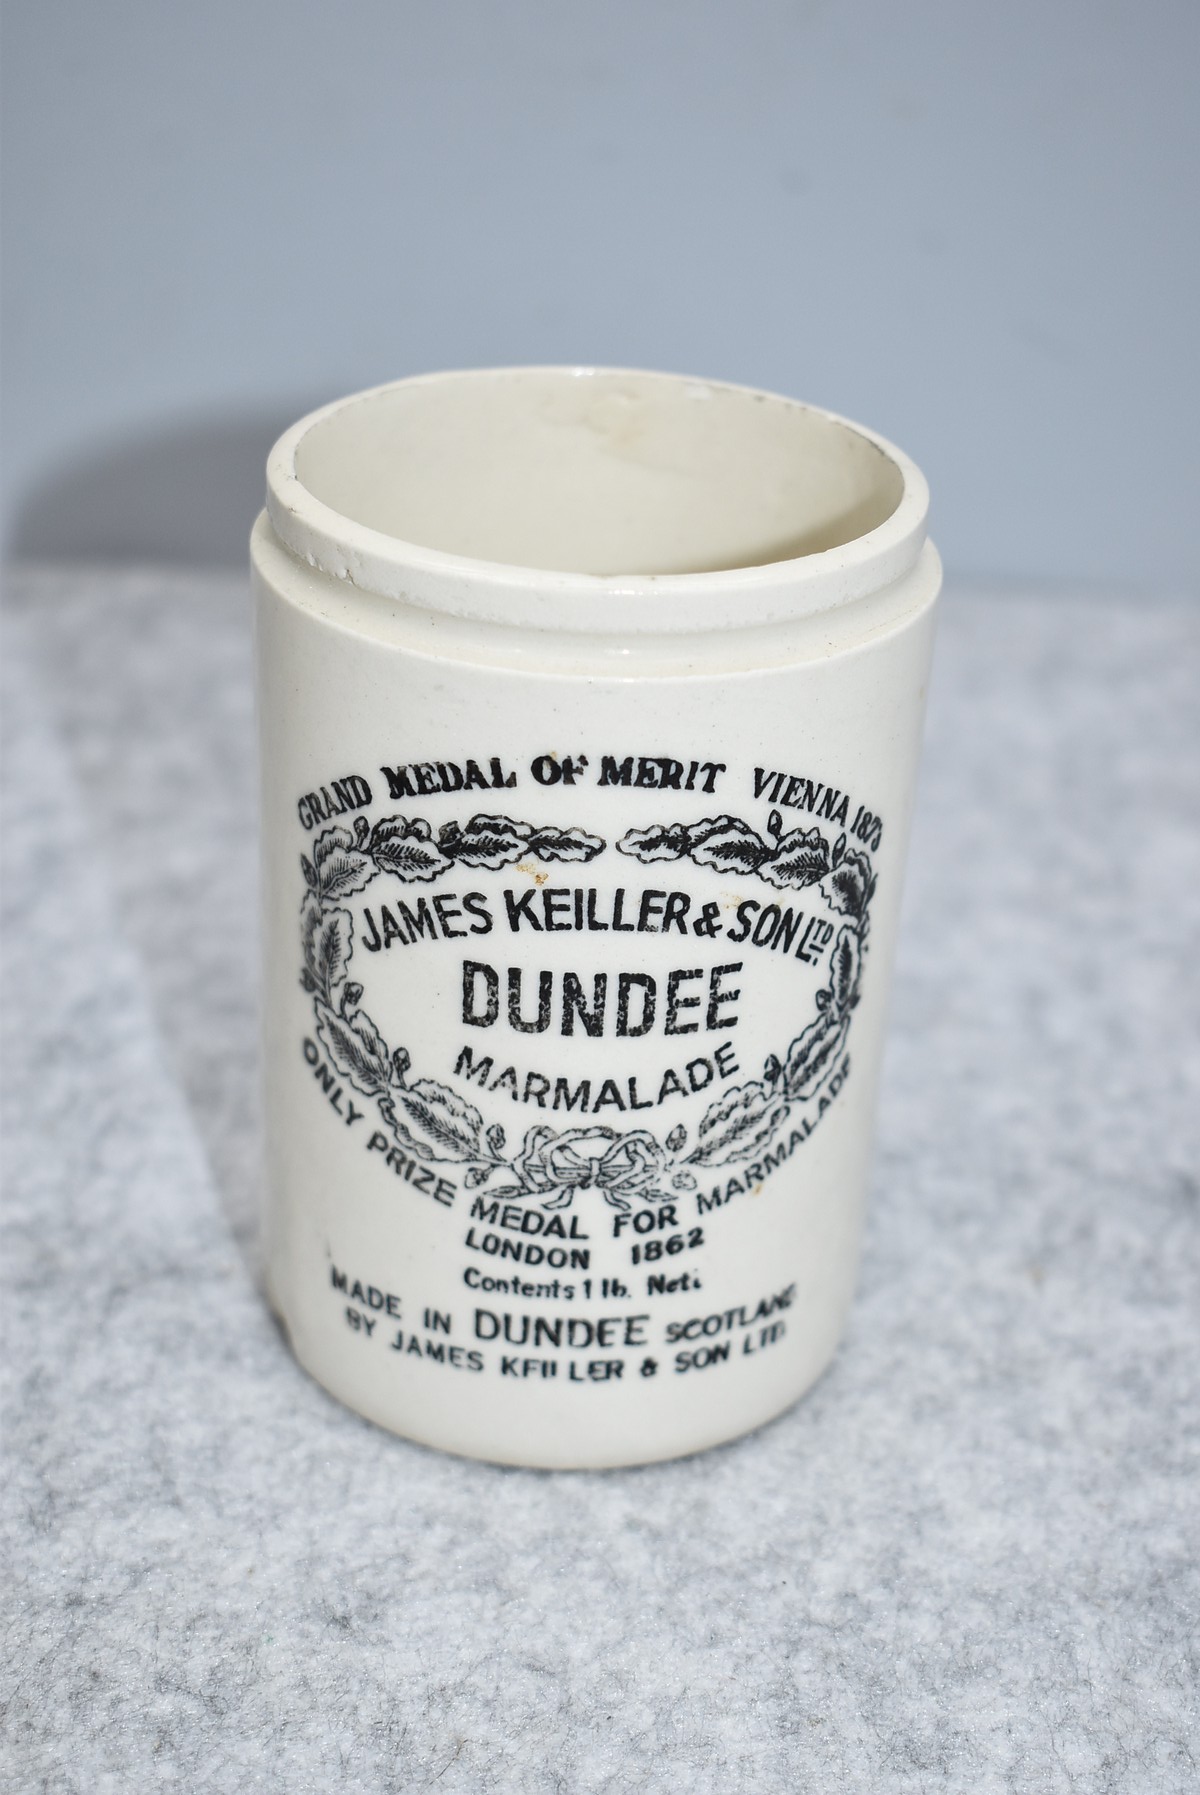 GRAND MEDAL OF MERIT VIENNA 1873
JAMES KEILLER & SON LTD.
DUNDEE
MARMALADE
ONLY PRIZE MEDAL FOR MARMALADE
LONDON 1862
Contents 1 lb. Nett
MADE IN DUNDEE SCOTLAND
BY JAMES KEILLER & SON LTD